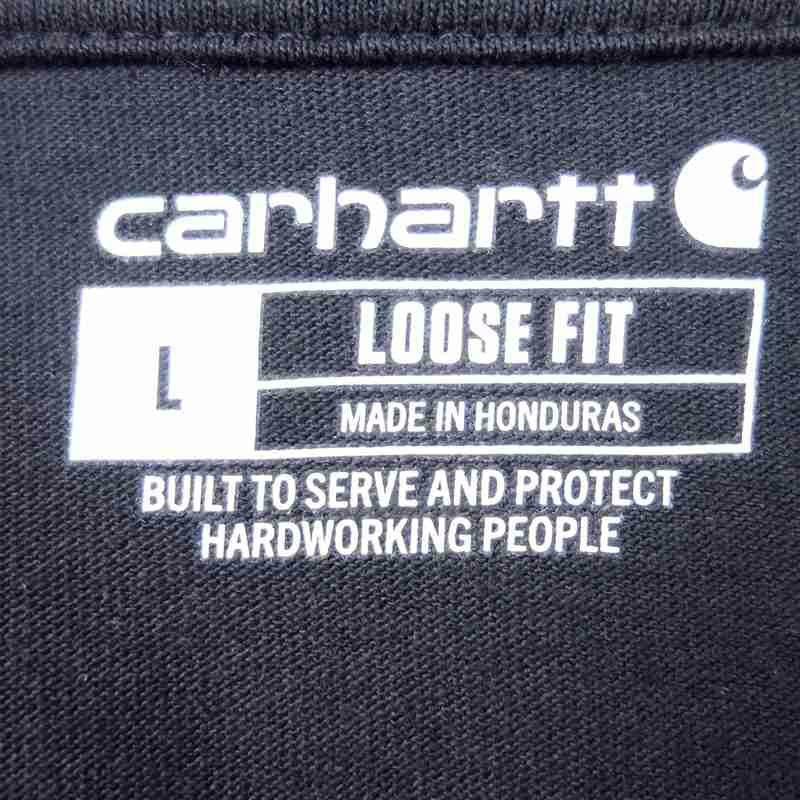 carhartt
L
LOOSE FIT
MADE IN HONDURAS
BUILT TO SERVE AND PROTECT
HARDWORKING PEOPLE